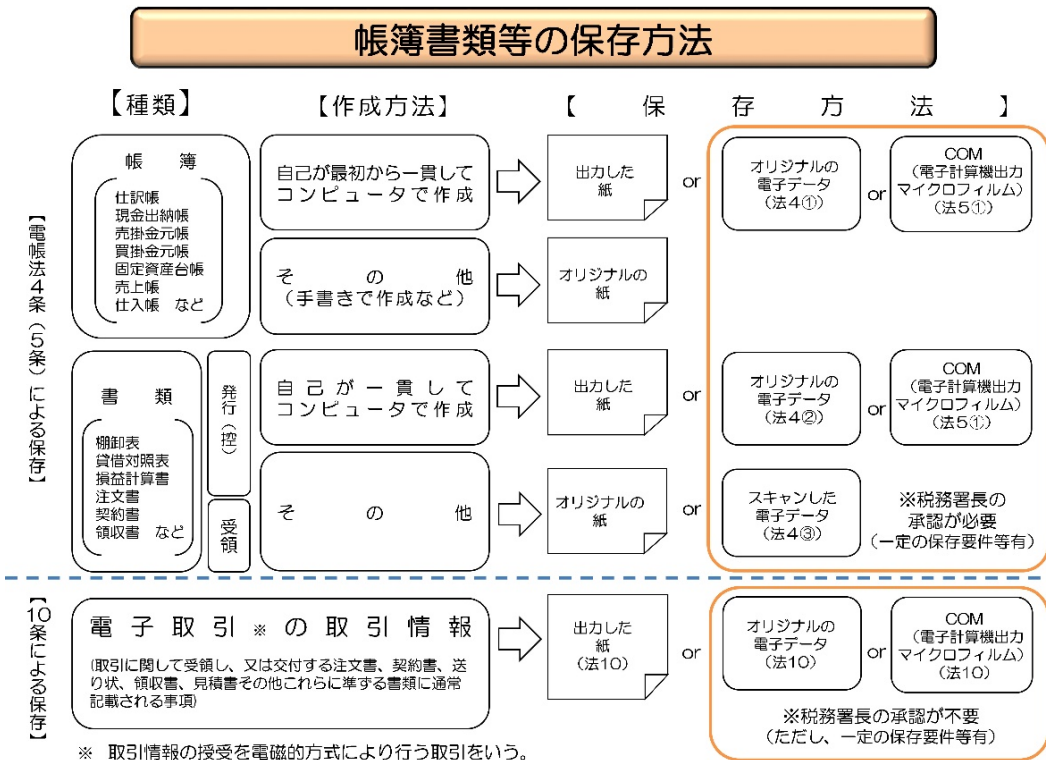 帳簿書類等の保存方法
【種類】
【作成方法】
【保存方法】
【電帳法4条（5条）による保存】
帳簿
仕訳帳
現金出納帳
売掛金元帳
買掛金元帳
固定資産台帳
売上帳
仕入帳 など
自己が最初から一貫して
コンピュータで作成
出力した
紙
or
オリジナルの
電子データ
(法4①)
or
COM
(電子計算機出力
マイクロフィルム)
(法5①)
その他
(手書きで作成など)
オリジナルの
紙
書類
棚卸表
貸借対照表
損益計算書
注文書
契約書
領収書 など
発行（控）
受領
自己が一貫して
コンピュータで作成
出力した
紙
or
オリジナルの
電子データ
(法4②)
or
COM
(電子計算機出力
マイクロフィルム)
(法5①)
その他
オリジナルの
紙
or
スキャンした
電子データ
(法4③)
※税務署長の
承認が必要
(一定の保存要件等有)
【10条による保存】
電子取引※の取引情報
(取引に関して受領し、又は交付する注文書、契約書、送
り状、領収書、見積書その他これらに準ずる書類に通常
記載される事項)
出力した
紙
(法10)
or
オリジナルの
電子データ
(法10)
or
COM
(電子計算機出力
マイクロフィルム)
(法10)
※税務署長の承認が不要
(ただし、一定の保存要件等有)
※ 取引情報の授受を電磁的方式により行う取引をいう。